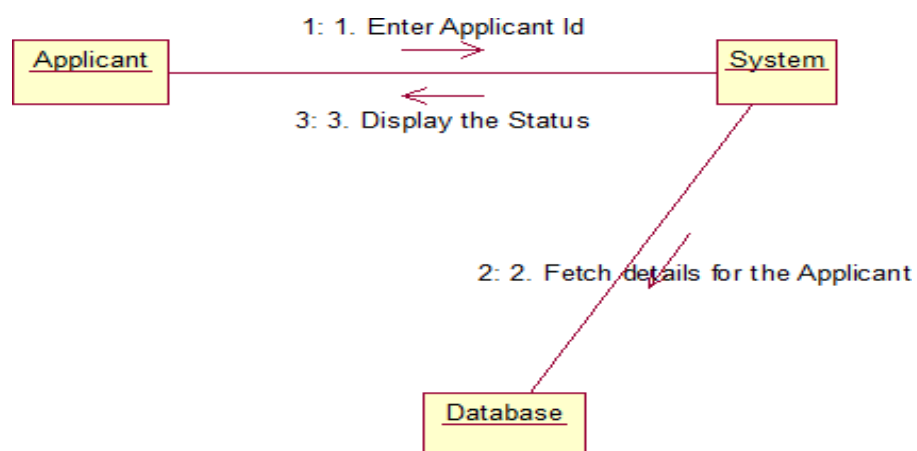 1: 1. Enter Applicant Id
Applicant
System
3: 3. Display the Status
2: 2. Fetch details for the Applicant
Database